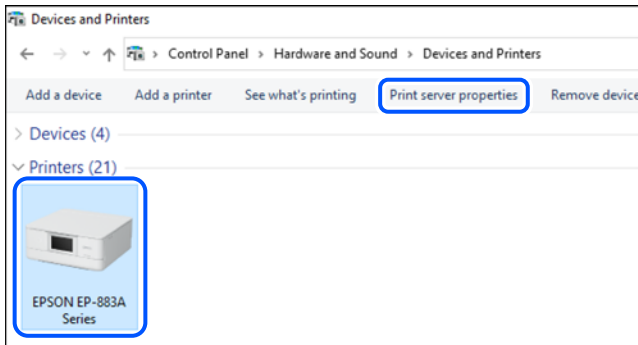 Devices and Printers
Control Panel > Hardware and Sound > Devices and Printers
Add a device Add a printer See what's printing Print server properties Remove device
Devices (4)
Printers (21)
EPSON EP-883A
Series